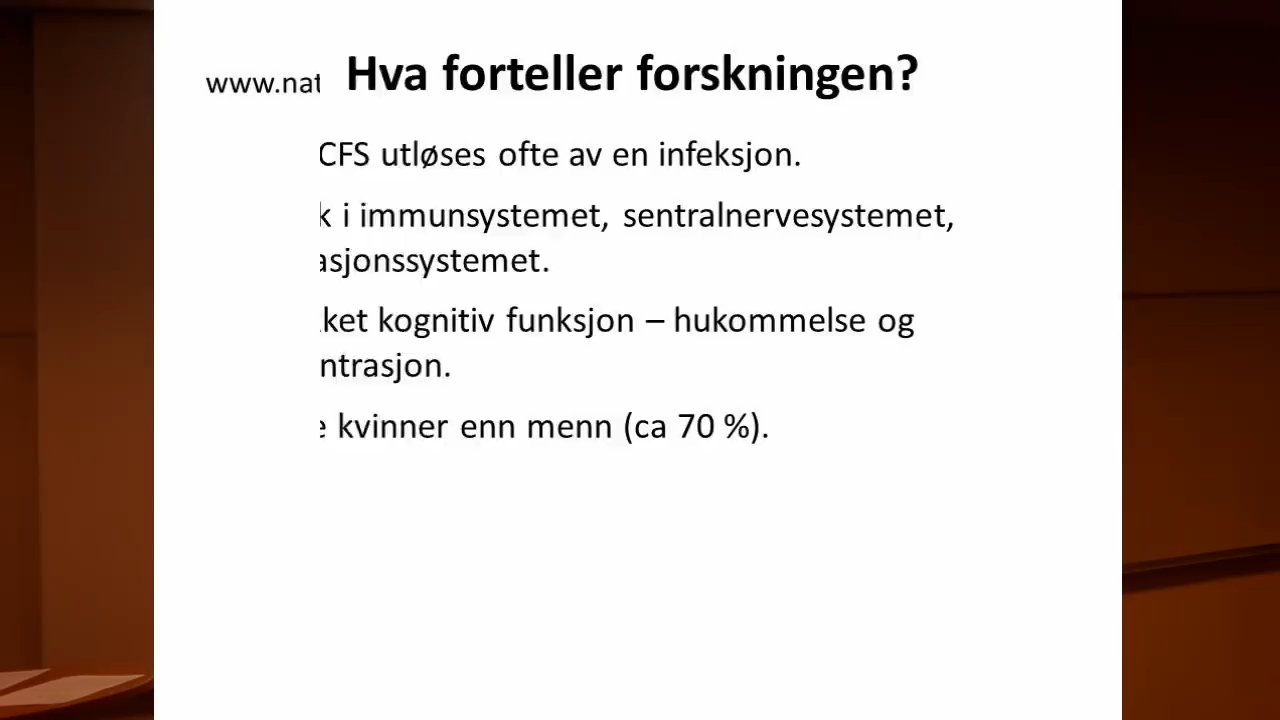 www.nat Hva forteller forskningen?
CFS utløses ofte av en infeksjon.
k i immunsystemet, sentralnervesystemet,
asjonssystemet.
ket kognitiv funksjon – hukommelse og
ntrasjon.
e kvinner enn menn (ca 70 %).